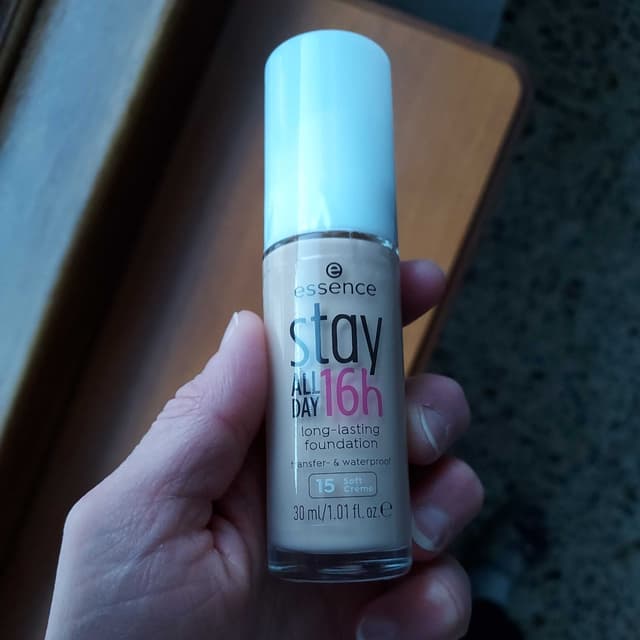 essence
stay
ALL
DAY 16h
long-lasting
foundation
transfer- & waterproof
15 Soft
Creme
30 ml/1.01 fl. oz. ℮